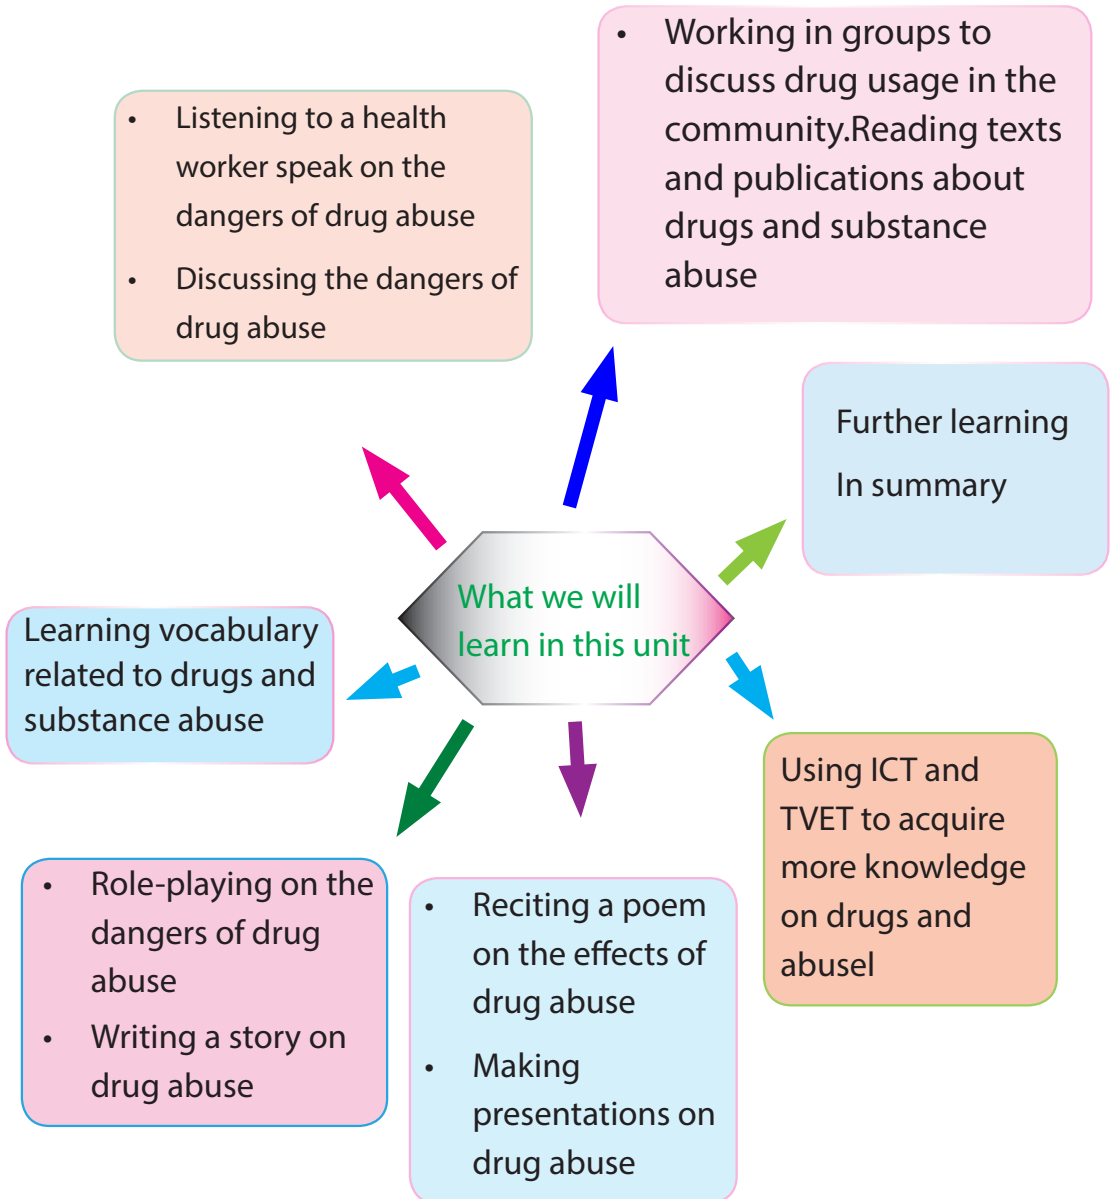 • Working in groups to
discuss drug usage in the
community.Reading texts
and publications about
drugs and substance
abuse
• Listening to a health
worker speak on the
dangers of drug abuse
• Discussing the dangers of
drug abuse
Further learning
In summary
What we will
learn in this unit
Learning vocabulary
related to drugs and
substance abuse
Using ICT and
TVET to acquire
more knowledge
on drugs and
abusel
• Role-playing on the
dangers of drug
abuse
• Writing a story on
drug abuse
• Reciting a poem
on the effects of
drug abuse
• Making
presentations on
drug abuse